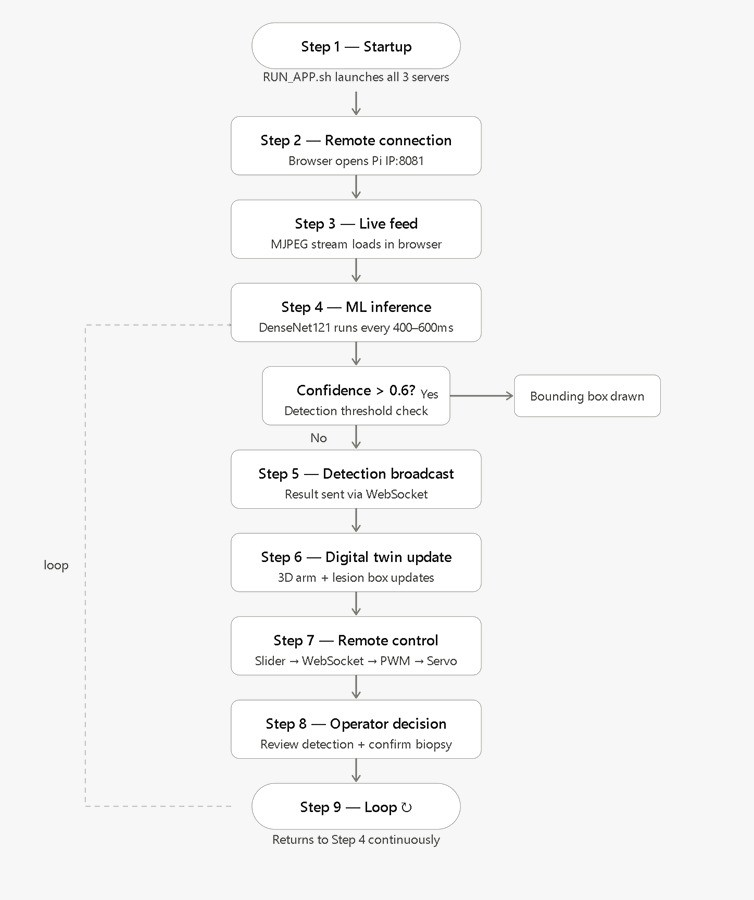 Step 1 — Startup
RUN_APP.sh launches all 3 servers
Step 2 — Remote connection
Browser opens Pi IP:8081
Step 3 — Live feed
MJPEG stream loads in browser
Step 4 — ML inference
DenseNet121 runs every 400–600ms
Confidence > 0.6?
Yes
Detection threshold check
Bounding box drawn
No
Step 5 — Detection broadcast
Result sent via WebSocket
Step 6 — Digital twin update
3D arm + lesion box updates
loop
Step 7 — Remote control
Slider → WebSocket → PWM → Servo
Step 8 — Operator decision
Review detection + confirm biopsy
Step 9 — Loop ↻
Returns to Step 4 continuously